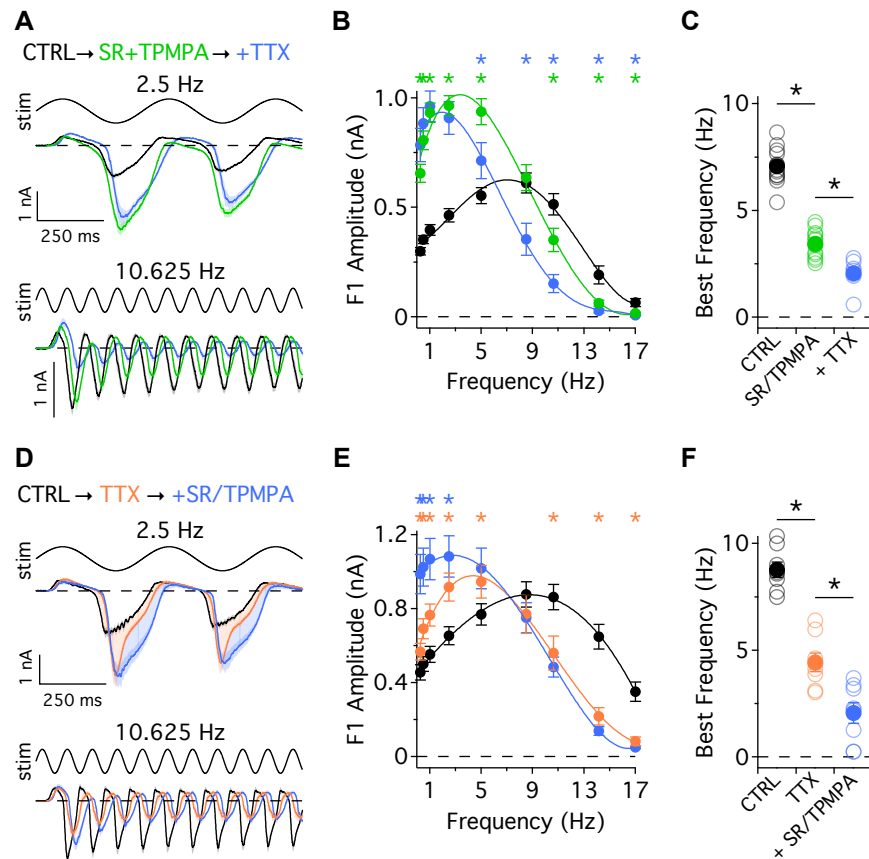 A
CTRL → SR+TPMPA → +TTX
2.5 Hz
stim
1 nA
250 ms
10.625 Hz
stim
1 nA
B
* * * * *
* * * * * * * *
1.0
0.5
0
F1 Amplitude (nA)
1 5 9 13 17
Frequency (Hz)
C
*
*
10
5
0
Best Frequency (Hz)
CTRL
SR/TPMPA
+ TTX
D
CTRL → TTX → +SR/TPMPA
2.5 Hz
stim
1 nA
250 ms
10.625 Hz
stim
E
* * * *
* * * * * * * *
1.2
0.8
0.4
0
F1 Amplitude (nA)
1 5 9 13 17
Frequency (Hz)
F
*
*
10
5
0
Best Frequency (Hz)
CTRL
TTX
+ SR/TPMPA